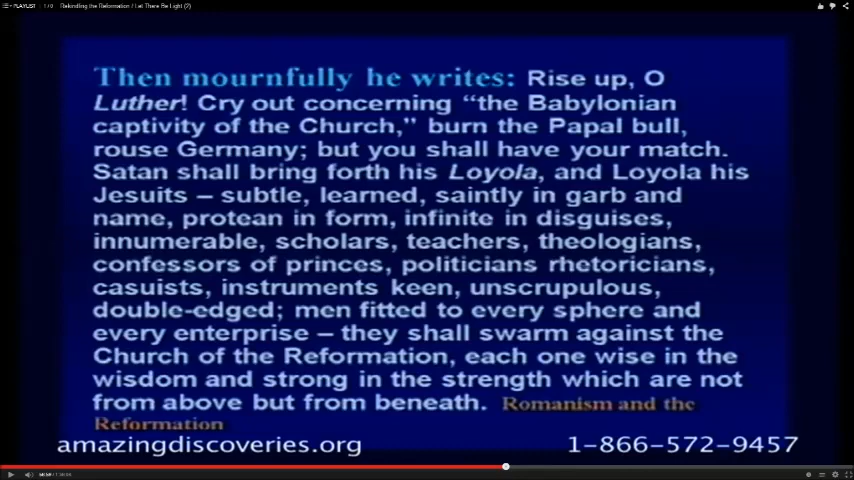 PLAYLIST 1 / 0 Rekindling the Reformation / Let There Be Light (2)
Then mournfully he writes: Rise up, O
Luther! Cry out concerning “the Babylonian
captivity of the Church,” burn the Papal bull,
rouse Germany; but you shall have your match.
Satan shall bring forth his Loyola, and Loyola his
Jesuits – subtle, learned, saintly in garb and
name, protean in form, infinite in disguises,
innumerable, scholars, teachers, theologians,
confessors of princes, politicians rhetoricians,
casuists, instruments keen, unscrupulous,
double-edged; men fitted to every sphere and
every enterprise – they shall swarm against the
Church of the Reformation, each one wise in the
wisdom and strong in the strength which are not
from above but from beneath. Romanism and the
Reformation
amazingdiscoveries.org 1-866-572-9457